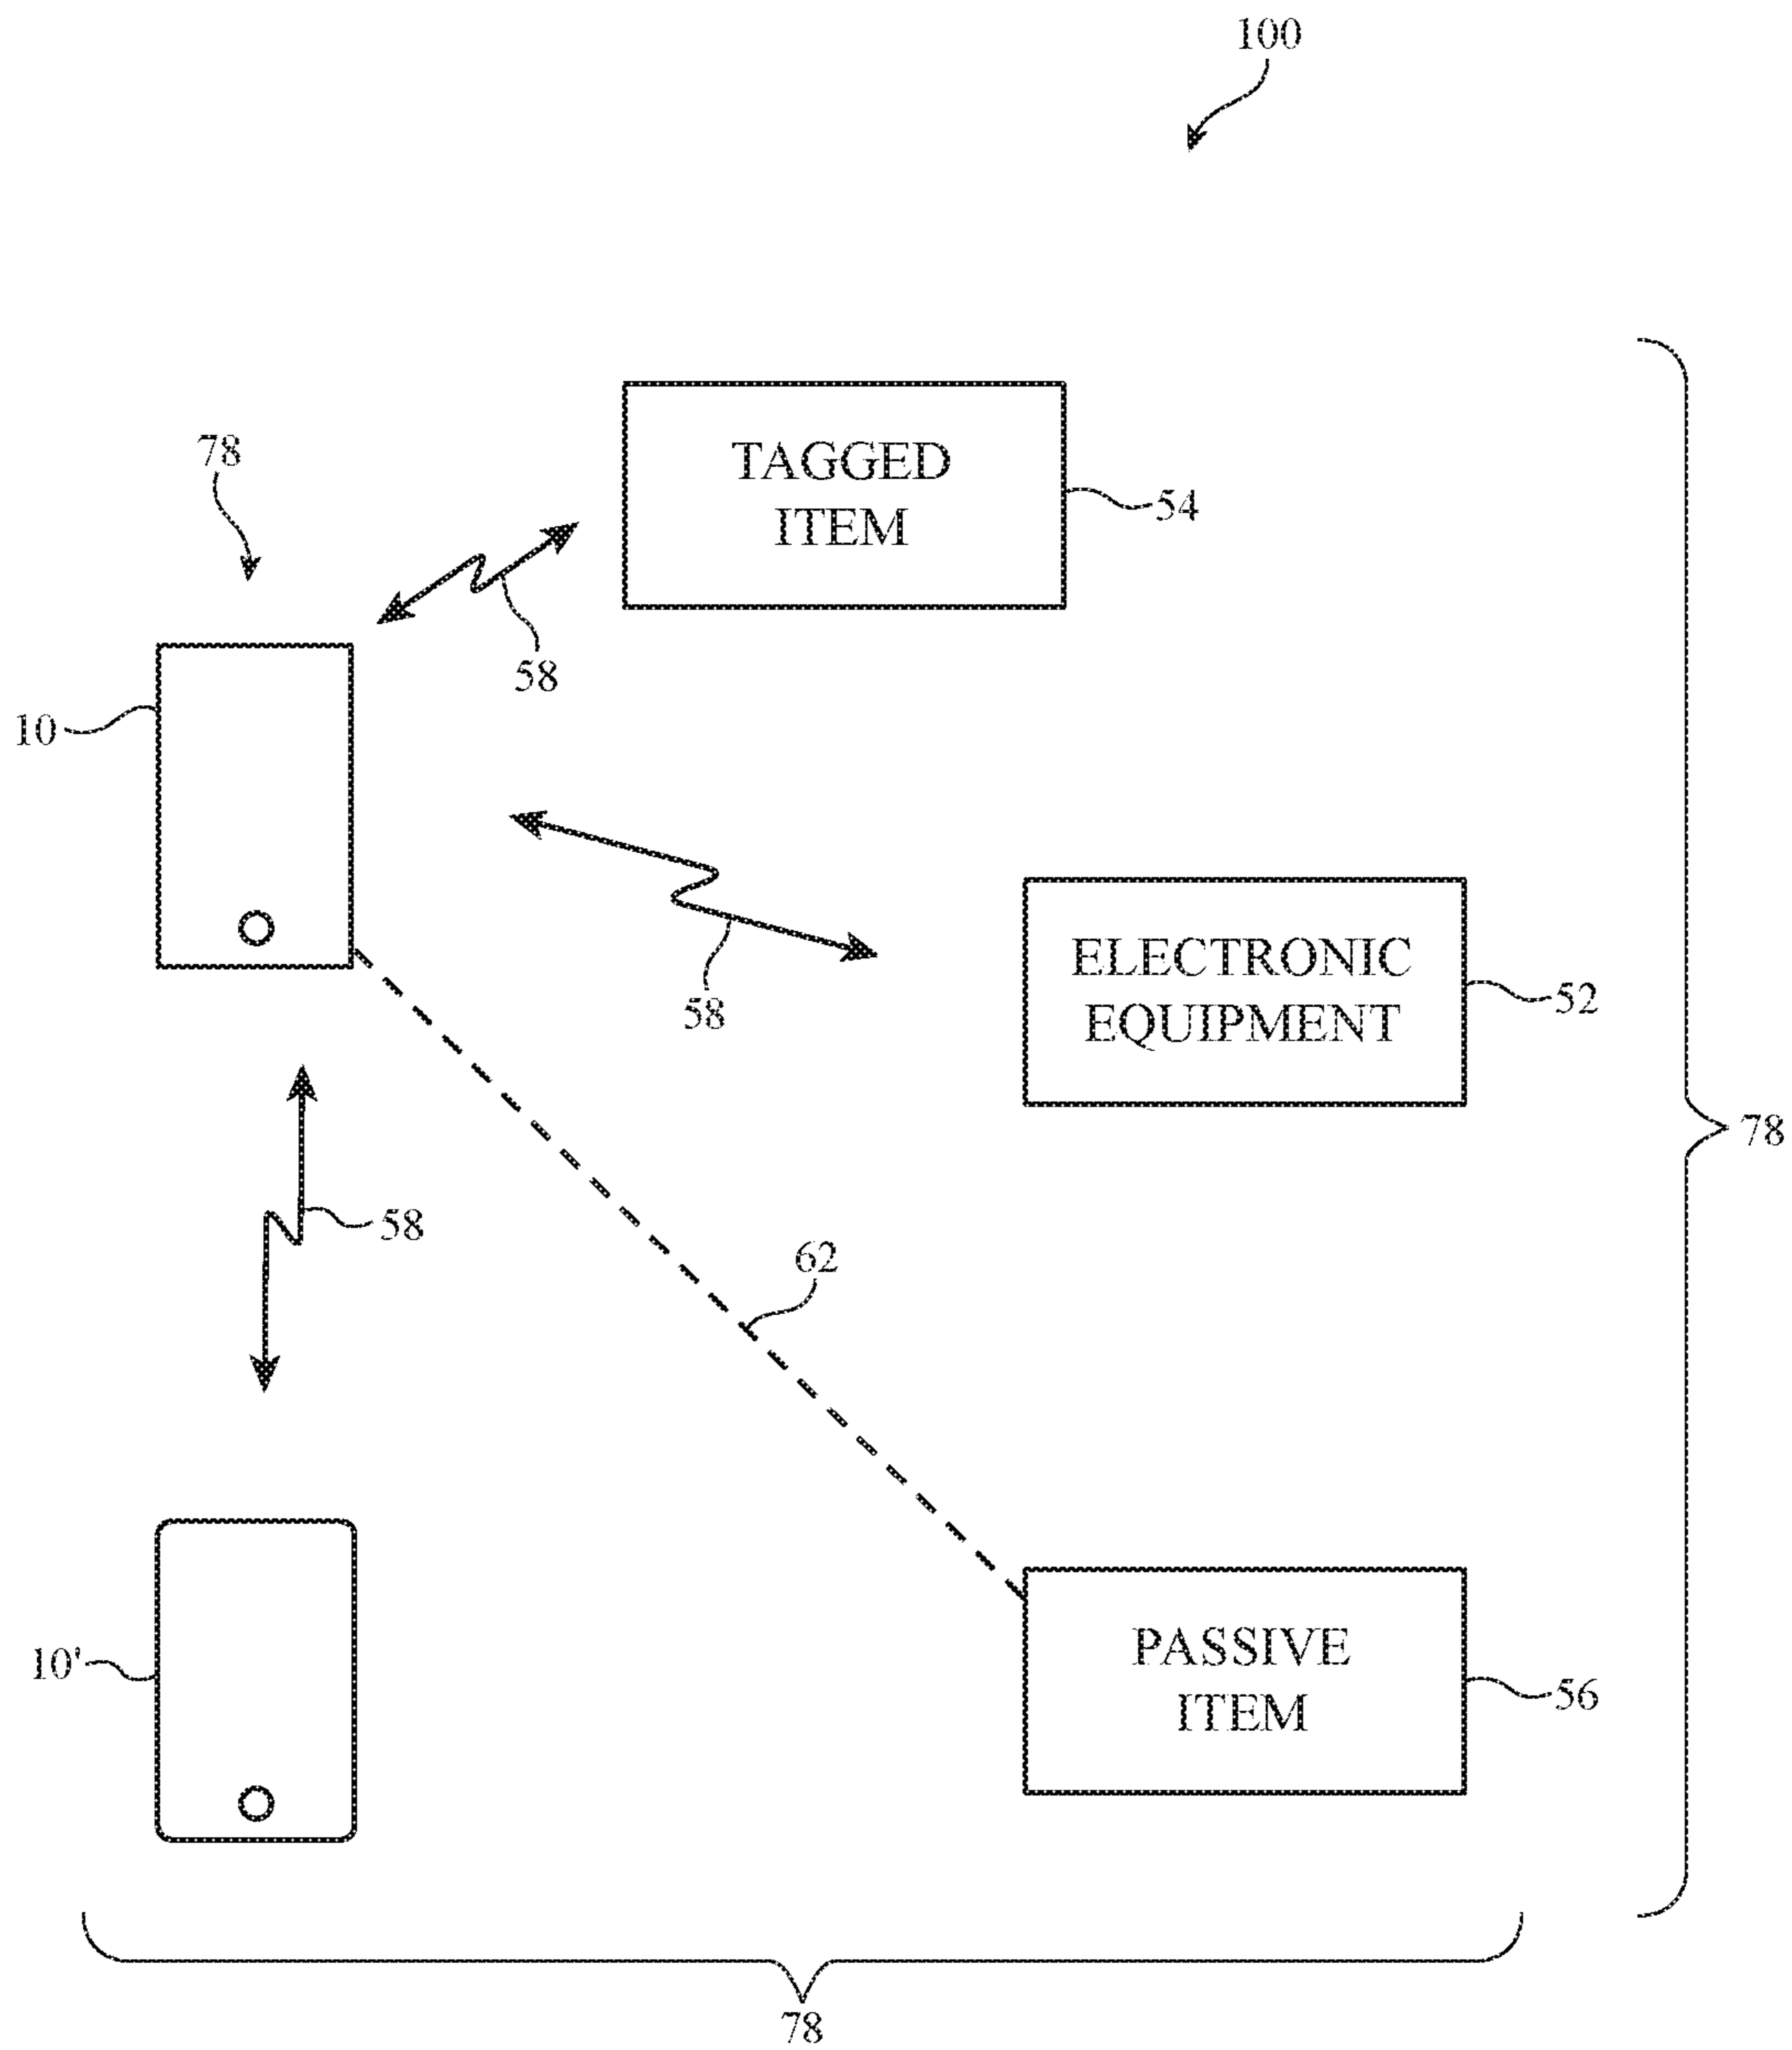 100
TAGGED
ITEM
54
78
58
10
ELECTRONIC
EQUIPMENT
52
58
78
58
62
PASSIVE
ITEM
56
10'
78